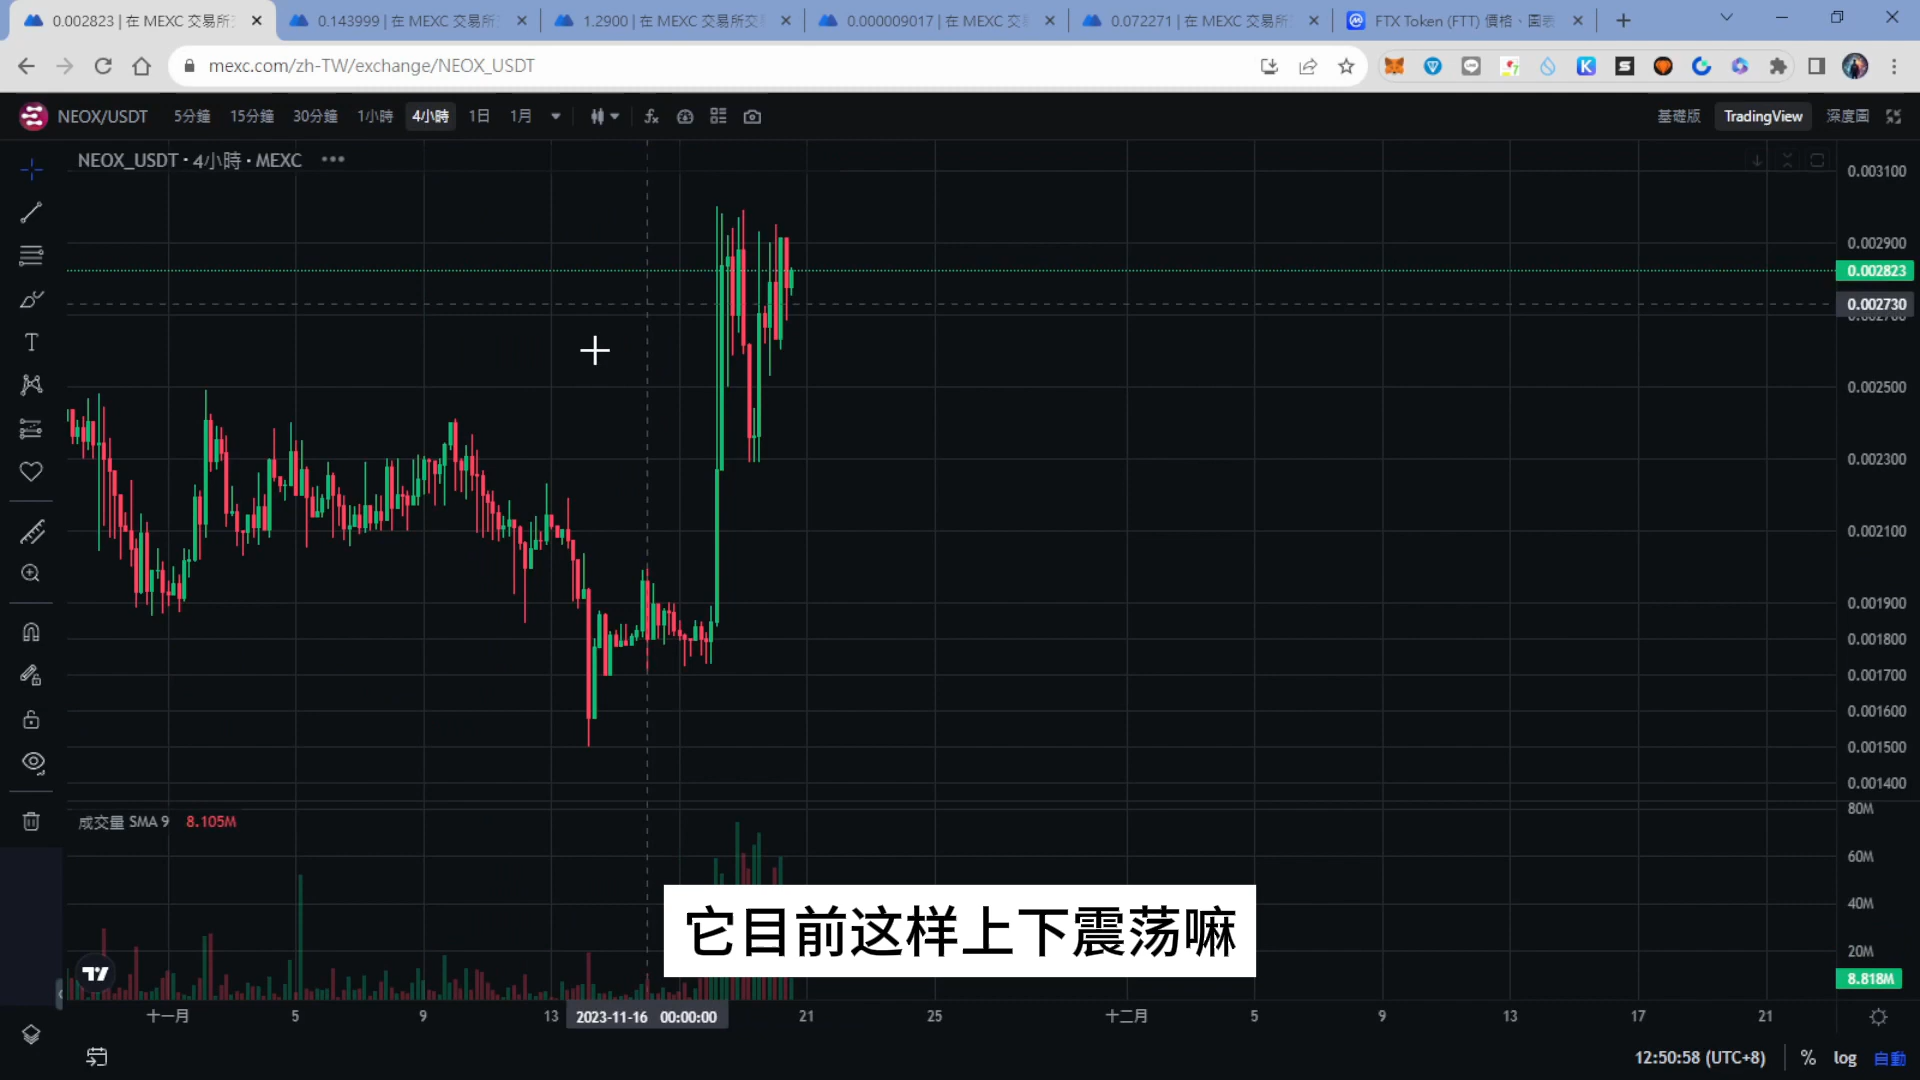 0.002823 | 在 MEXC 交易所
0.143999 | 在 MEXC 交易所
1.2900 | 在 MEXC 交易所交
0.000009017 | 在 MEXC 交
0.072271 | 在 MEXC 交易所
FTX Token (FTT) 價格、圖表
mexc.com/zh-TW/exchange/NEOX_USDT
NEOX/USDT 5分鐘 15分鐘 30分鐘 1小時 4小時 1日 1月
基礎版 TradingView 深度圖
NEOX_USDT · 4小時 · MEXC
0.003100
0.002900
0.002823
0.002730
0.002500
0.002300
0.002100
0.001900
0.001800
0.001700
0.001600
0.001500
0.001400
成交量 SMA 9 8.105M
80M
60M
40M
20M
8.818M
它目前这样上下震荡嘛
十一月 5 9 13 2023-11-16 00:00:00 21 25 十二月 5 9 13 17 21
12:50:58 (UTC+8) % log 自動